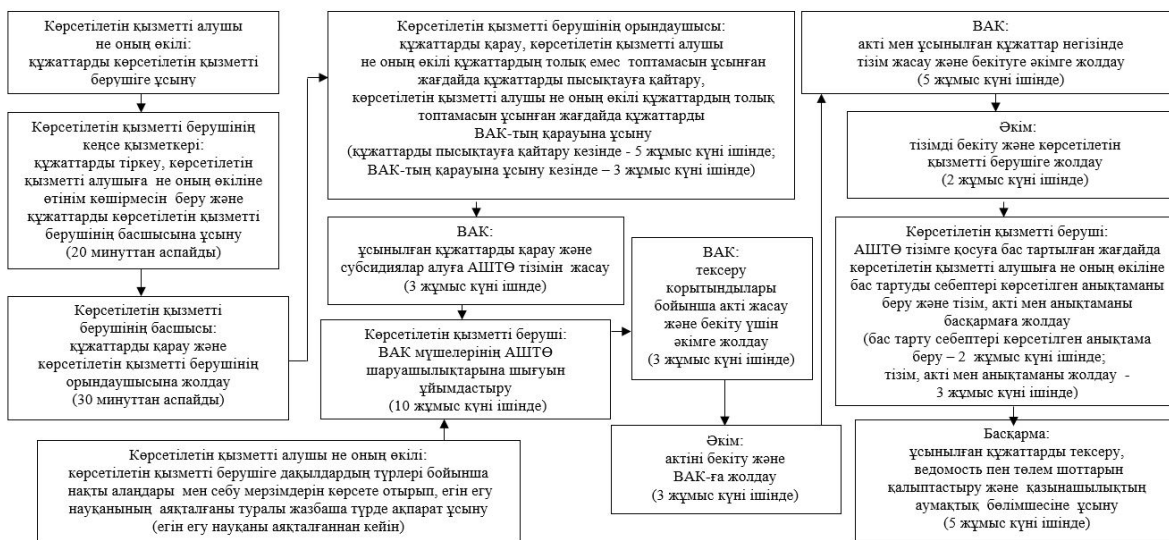 Көрсетілетін қызметті алушы
не оның өкілі:
құжаттарды көрсетілетін қызметті
берушіге ұсыну
Көрсетілетін қызметті берушінің
кеңсе қызметкері:
құжаттарды тіркеу, көрсетілетін
қызметті алушыға не оның өкіліне
өтінім көшірмесін беру және
құжаттарды көрсетілетін қызметті
берушінің басшысына ұсыну
(20 минуттан аспайды)
Көрсетілетін қызметті
берушінің басшысы:
құжаттарды қарау және
көрсетілетін қызметті берушінің
орындаушысына жолдау
(30 минуттан аспайды)
Көрсетілетін қызметті берушінің орындаушысы:
құжаттарды қарау, көрсетілетін қызметті алушы
не оның өкілі құжаттардың толық емес топтамасын ұсынған
жағдайда құжаттарды пысықтауға қайтару,
көрсетілетін қызметті алушы не оның өкілі құжаттардың толық
топтамасын ұсынған жағдайда құжаттарды
ВАК-тың қарауына ұсыну
(құжаттарды пысықтауға қайтару кезінде - 5 жұмыс күні ішінде;
ВАК-тың қарауына ұсыну кезінде – 3 жұмыс күні ішінде)
ВАК:
ұсынылған құжаттарды қарау және
субсидиялар алуға АШТӨ тізімін жасау
(3 жұмыс күні ішнде)
Көрсетілетін қызметті беруші:
ВАК мүшелерінің АШТӨ
шаруашылықтарына шығуын
ұйымдастыру
(10 жұмыс күні ішінде)
Көрсетілетін қызметті алушы не оның өкілі:
көрсетілетін қызметті берушіге дақылдардың түрлері бойынша
нақты алаңдары мен себу мерзімдерін көрсете отырып, егін егу
науқанының аяқталғаны туралы жазбаша түрде ақпарат ұсыну
(егін егу науқаны аяқталғаннан кейін)
ВАК:
тексеру
қорытындылары
бойынша акті жасау
және бекіту үшін
әкімге жолдау
(3 жұмыс күні ішінде)
Әкім:
актіні бекіту және
ВАК-ға жолдау
(3 жұмыс күні ішінде)
ВАК:
акті мен ұсынылған құжаттар негізінде
тізім жасау және бекітуге әкімге жолдау
(5 жұмыс күні ішінде)
Әкім:
тізімді бекіту және көрсетілетін
қызметті берушіге жолдау
(2 жұмыс күні ішінде)
Көрсетілетін қызметті беруші:
АШТӨ тізімге қосуға бас тартылған жағдайда
көрсетілетін қызметті алушыға не оның өкіліне
бас тартуды себептері көрсетілген анықтаманы
беру және тізім, акті мен анықтаманы
басқармаға жолдау
(бас тарту себептері көрсетілген анықтама
беру – 2 жұмыс күні ішінде;
тізім, акті мен анықтаманы жолдау -
3 жұмыс күні ішінде)
Басқарма:
ұсынылған құжаттарды тексеру,
ведомость пен төлем шоттарын
қалыптастыру және қазынашылықтың
аумақтық бөлімшесіне ұсыну
(5 жұмыс күні ішінде)